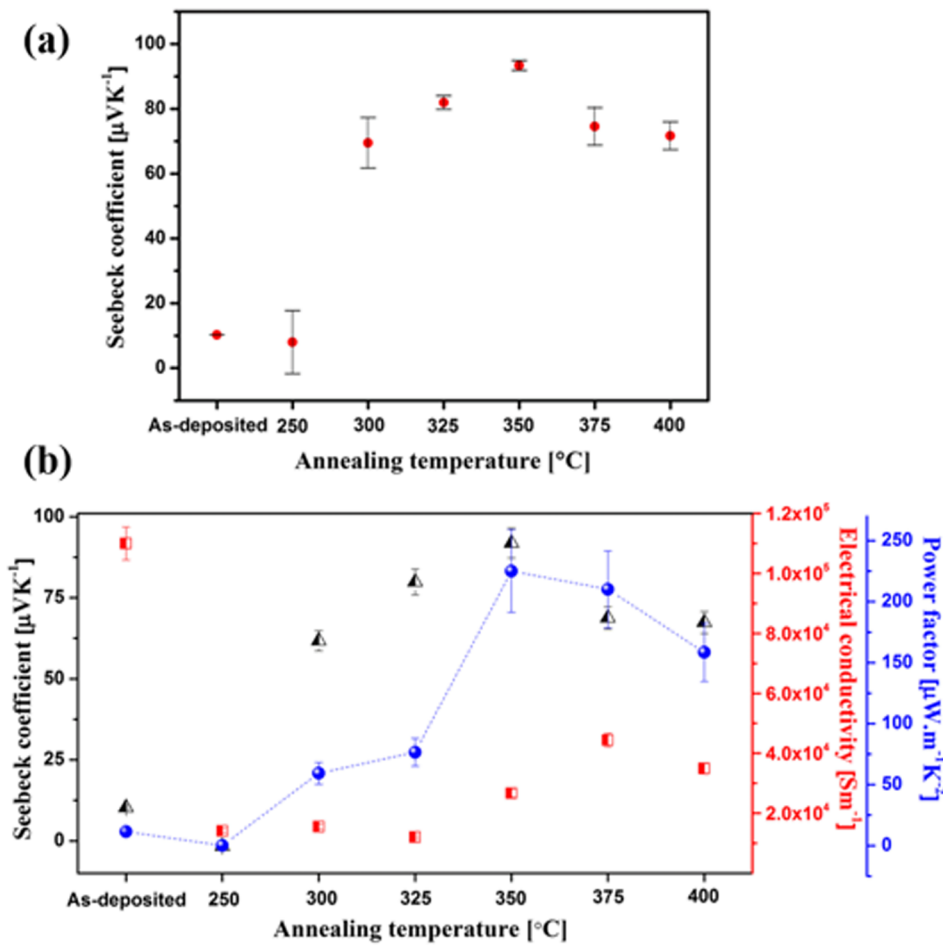 (a)
Seebeck coefficient [μVK⁻¹]
100
80
60
40
20
0
As-deposited 250 300 325 350 375 400
Annealing temperature [°C]
(b)
Seebeck coefficient [μVK⁻¹]
100
75
50
25
0
As-deposited 250 300 325 350 375 400
Annealing temperature [°C]
1.2x10⁵
1.0x10⁵
8.0x10⁴
6.0x10⁴
4.0x10⁴
2.0x10⁴
Electrical conductivity [Sm⁻¹]
250
200
150
100
50
0
Power factor [μW.m⁻¹K⁻²]